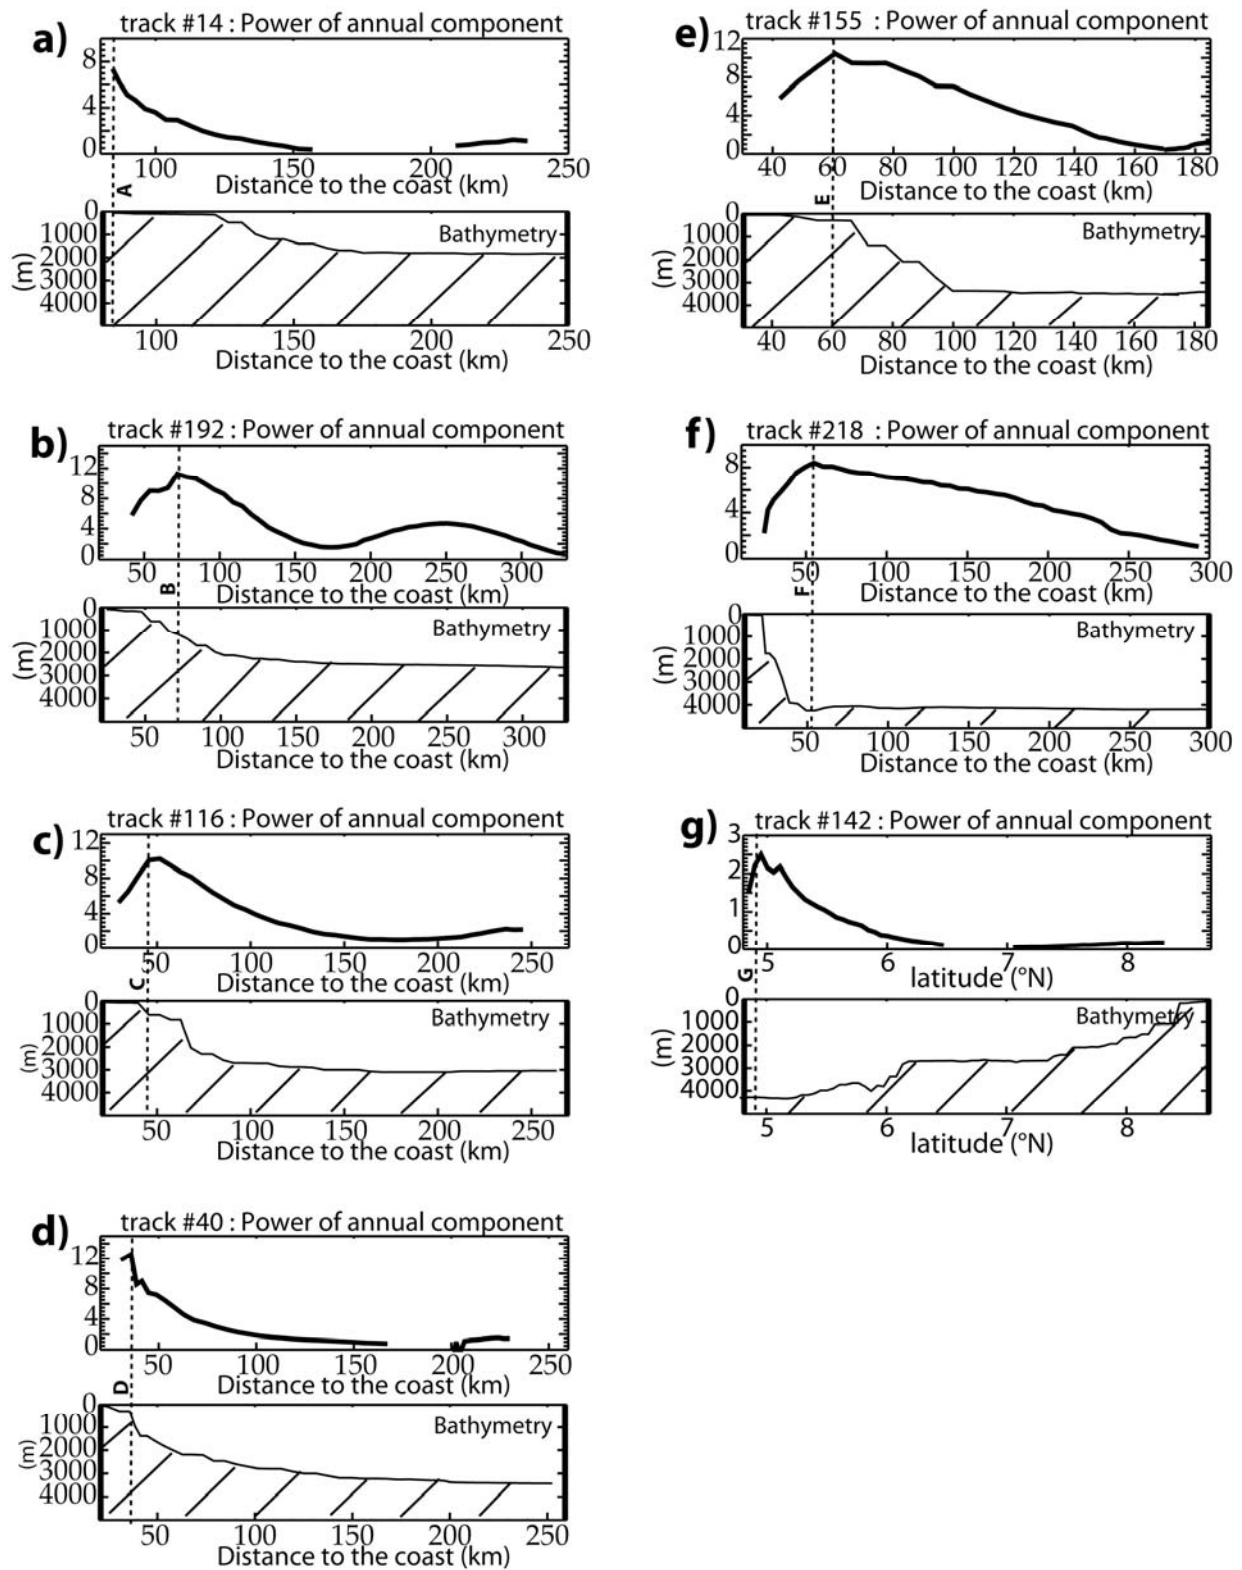 a)
track #14 : Power of annual component
8
4
0
100 150 200 250
Distance to the coast (km)
A
0
1000
2000
3000
4000
(m)
Bathymetry
100 150 200 250
Distance to the coast (km)
b)
track #192 : Power of annual component
12
8
4
0
50 100 150 200 250 300
Distance to the coast (km)
B
0
1000
2000
3000
4000
(m)
Bathymetry
50 100 150 200 250 300
Distance to the coast (km)
c)
track #116 : Power of annual component
12
8
4
0
50 100 150 200 250
Distance to the coast (km)
C
0
1000
2000
3000
4000
(m)
Bathymetry
50 100 150 200 250
Distance to the coast (km)
d)
track #40 : Power of annual component
12
8
4
0
50 100 150 200 250
Distance to the coast (km)
D
0
1000
2000
3000
4000
(m)
Bathymetry
50 100 150 200 250
Distance to the coast (km)
e)
track #155 : Power of annual component
12
8
4
0
40 60 80 100 120 140 160 180
Distance to the coast (km)
E
0
1000
2000
3000
4000
(m)
Bathymetry
40 60 80 100 120 140 160 180
Distance to the coast (km)
f)
track #218 : Power of annual component
8
4
0
50 100 150 200 250 300
Distance to the coast (km)
F
0
1000
2000
3000
4000
(m)
Bathymetry
50 100 150 200 250 300
Distance to the coast (km)
g)
track #142 : Power of annual component
3
2
1
0
5 6 7 8
latitude (°N)
G
0
1000
2000
3000
4000
(m)
Bathymetry
5 6 7 8
latitude (°N)